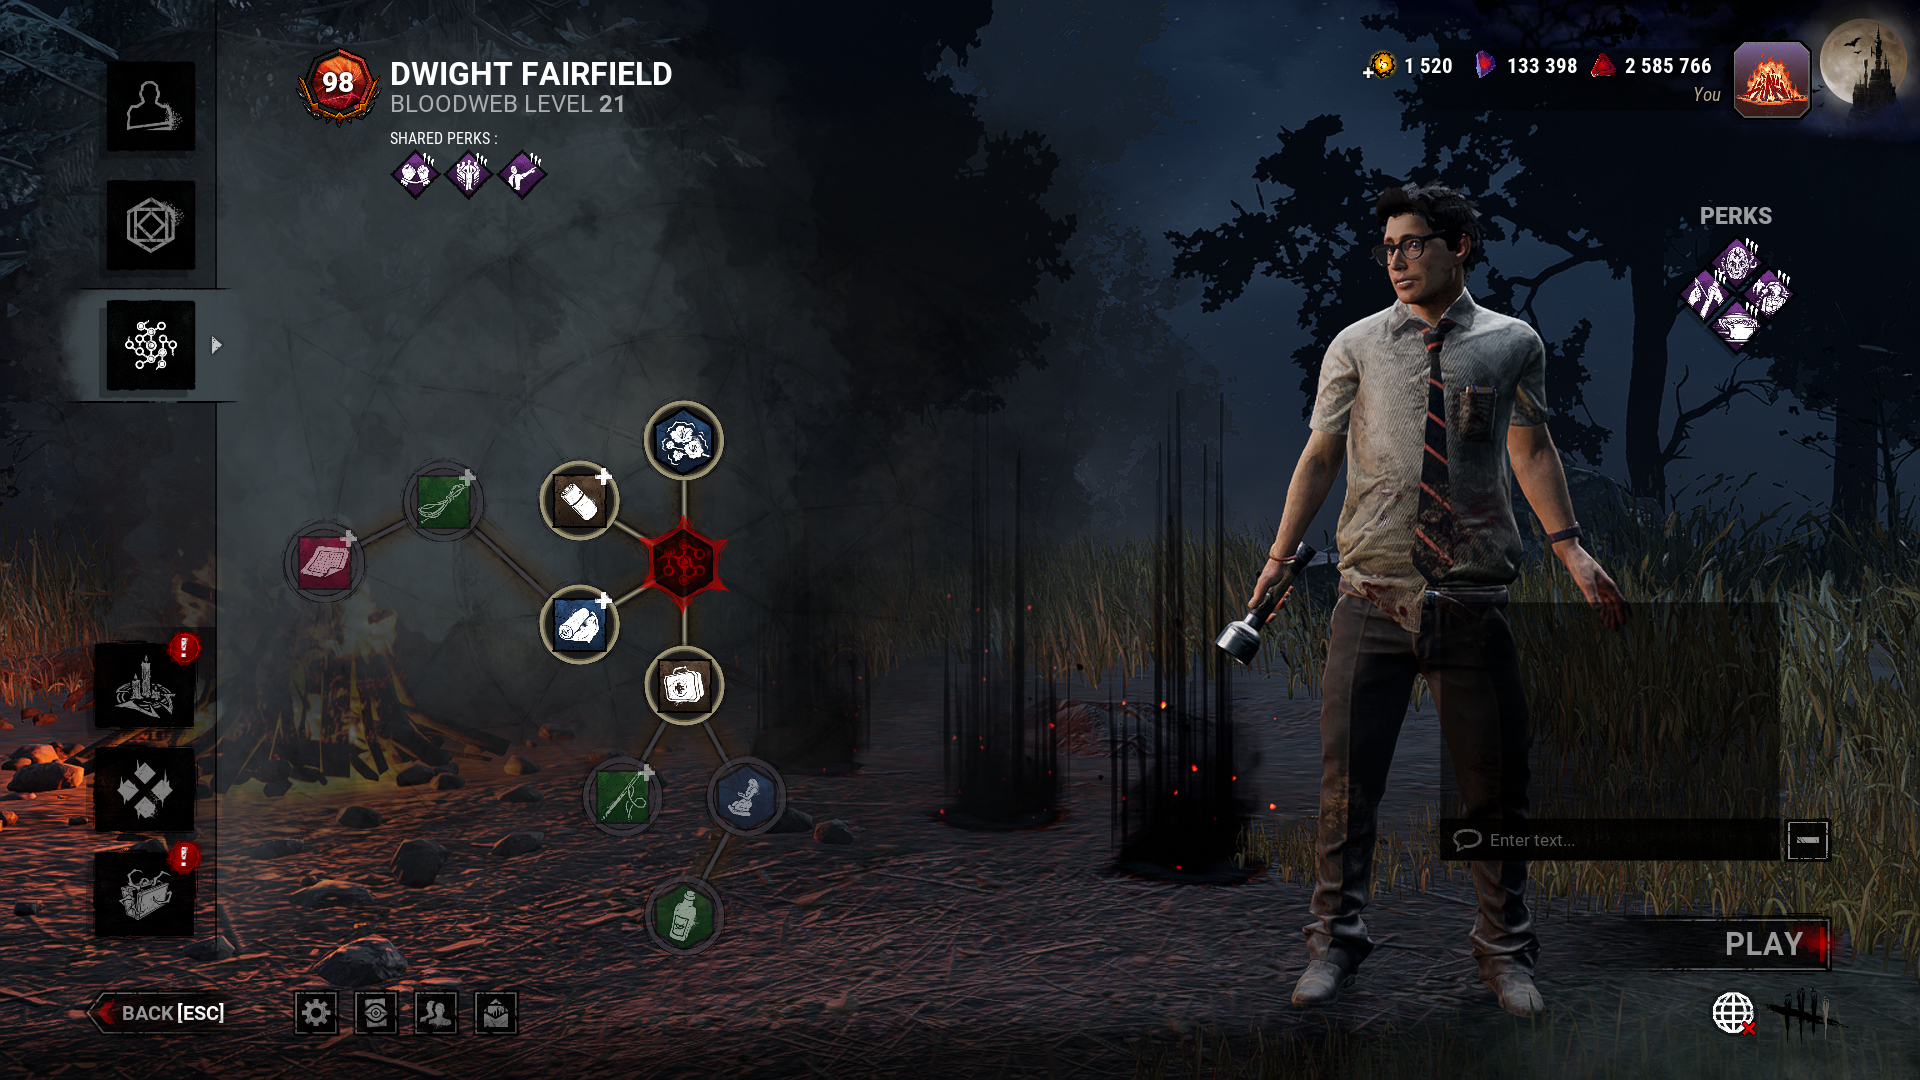 98
DWIGHT FAIRFIELD
BLOODWEB LEVEL 21
SHARED PERKS :
1 520
133 398
2 585 766
You
PERKS
Enter text...
PLAY
BACK [ESC]